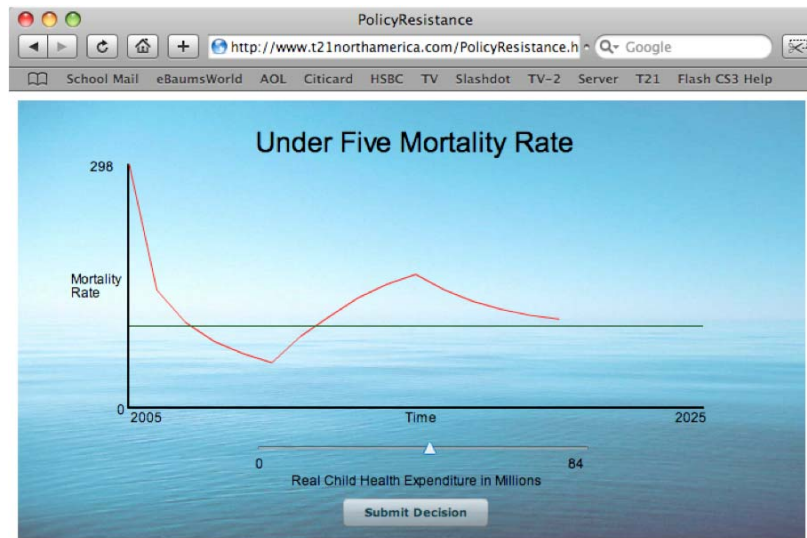 PolicyResistance
http://www.t21northamerica.com/PolicyResistance.h
Google
School Mail eBaumsWorld AOL Citicard HSBC TV Slashdot TV-2 Server T21 Flash CS3 Help
Under Five Mortality Rate
298
Mortality
Rate
0
2005 Time 2025
0 84
Real Child Health Expenditure in Millions
Submit Decision